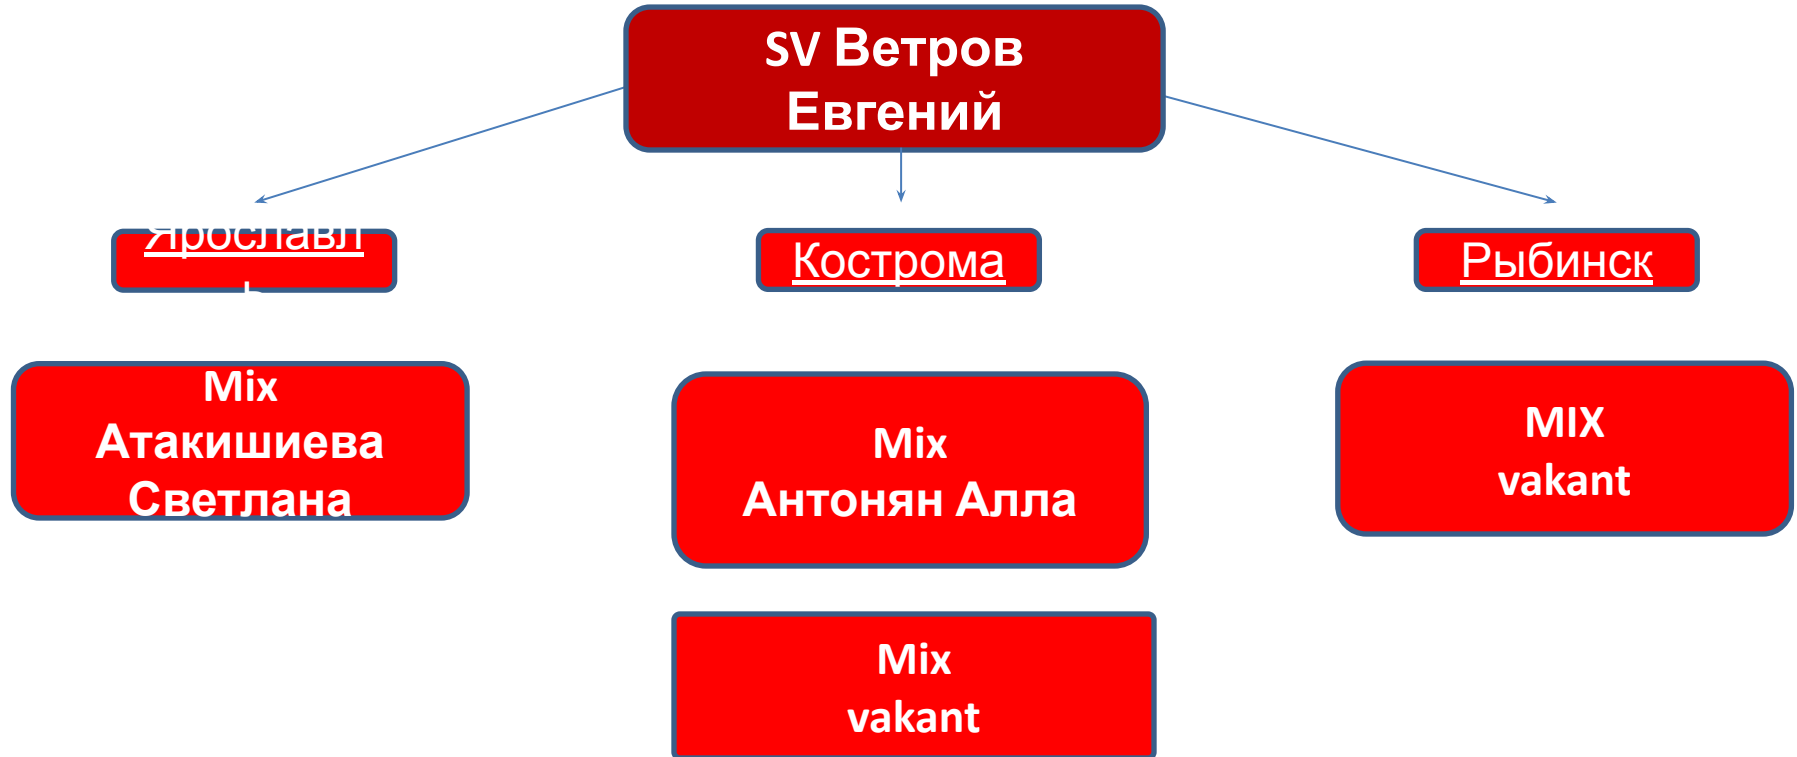 SV Ветров
Евгений
Ярославл
ь
Кострома
Рыбинск
Mix
Атакишиева
Светлана
Mix
Антонян Алла
MIX
vakant
Mix
vakant